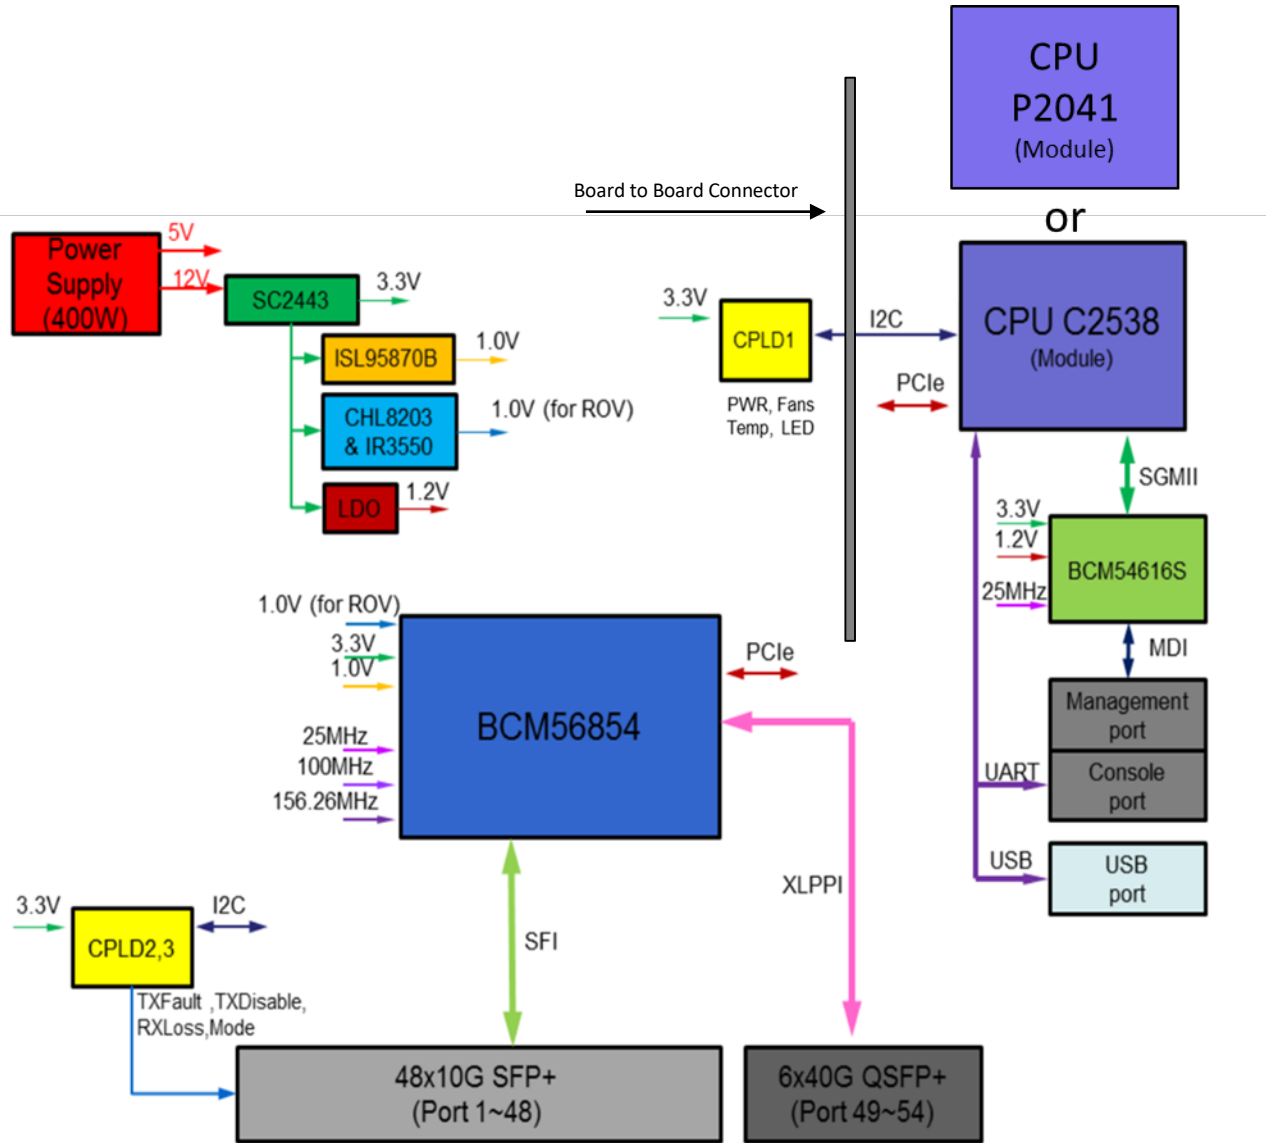 CPU
P2041
(Module)
Board to Board Connector
or
Power
Supply
(400W)
5V
12V
SC2443
3.3V
ISL95870B
1.0V
CHL8203
& IR3550
1.0V (for ROV)
LDO
1.2V
3.3V
CPLD1
PWR, Fans
Temp, LED
I2C
CPU C2538
(Module)
PCIe
SGMII
3.3V
1.2V
25MHz
BCM54616S
MDI
Management
port
UART
Console
port
USB
USB
port
1.0V (for ROV)
3.3V
1.0V
25MHz
100MHz
156.26MHz
BCM56854
PCIe
XLPPI
SFI
3.3V
CPLD2,3
I2C
TXFault ,TXDisable,
RXLoss,Mode
48x10G SFP+
(Port 1~48)
6x40G QSFP+
(Port 49~54)